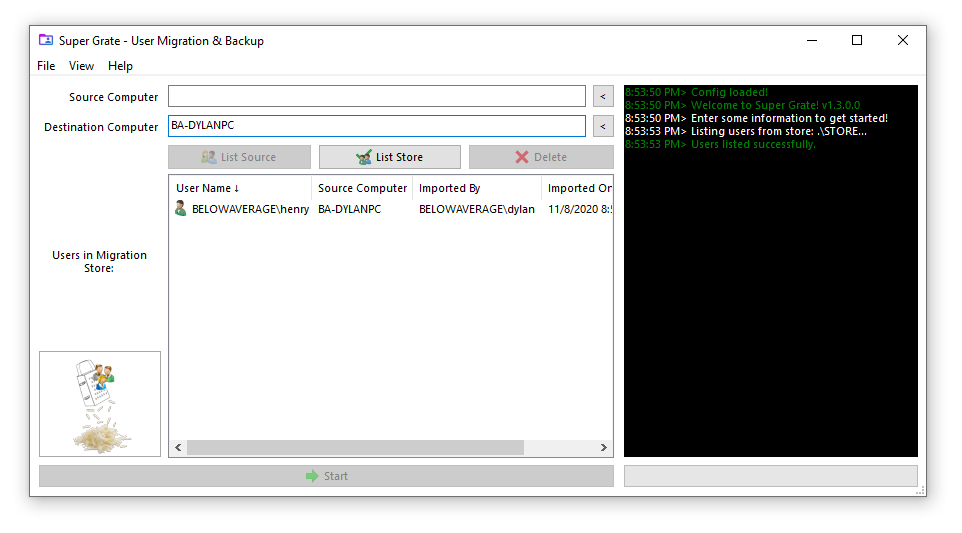 Super Grate - User Migration & Backup
File View Help
Source Computer <
Destination Computer BA-DYLANPC <
List Source List Store Delete
User Name ↓ Source Computer Imported By Imported On
BELOWAVERAGE\henry BA-DYLANPC BELOWAVERAGE\dylan 11/8/2020 8:5
Users in Migration
Store:
Start
8:53:50 PM> Config loaded!
8:53:50 PM> Welcome to Super Grate! v1.3.0.0
8:53:50 PM> Enter some information to get started!
8:53:53 PM> Listing users from store: .\STORE...
8:53:53 PM> Users listed successfully.